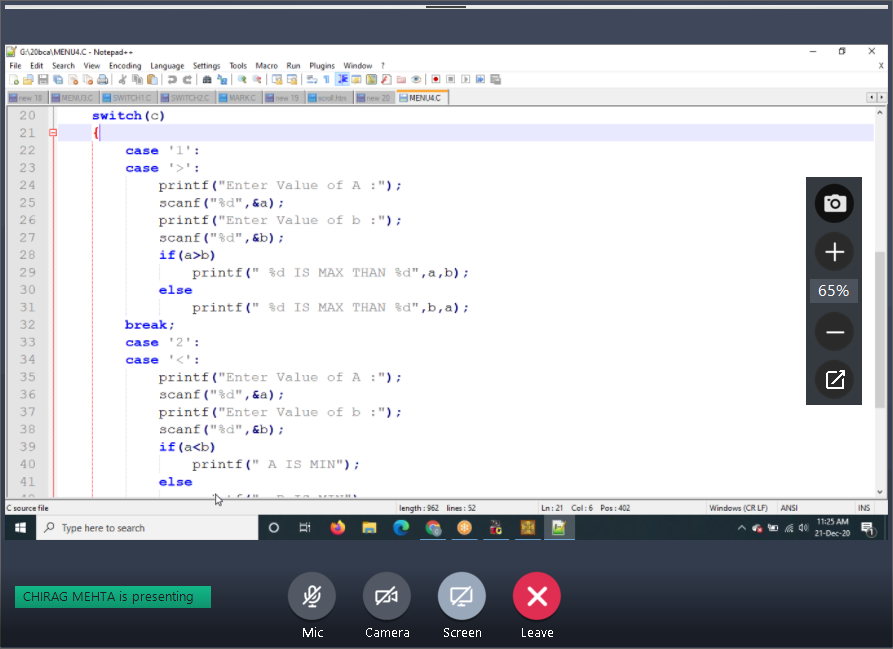 G:\20bca\MENU4.C - Notepad++
File Edit Search View Encoding Language Settings Tools Macro Run Plugins Window ?
X
new 18 MENU3.C SWITCH1.C SWITCH2.C MARK.C new 19 scroll.htm new 20 MENU4.C
20 switch(c)
21 {
22 case '1':
23 case '>':
24 printf("Enter Value of A :");
25 scanf("%d",&a);
26 printf("Enter Value of b :");
27 scanf("%d",&b);
28 if(a>b)
29 printf(" %d IS MAX THAN %d",a,b);
30 else
31 printf(" %d IS MAX THAN %d",b,a);
32 break;
33 case '2':
34 case '<':
35 printf("Enter Value of A :");
36 scanf("%d",&a);
37 printf("Enter Value of b :");
38 scanf("%d",&b);
39 if(a<b)
40 printf(" A IS MIN");
41 else
65%
C source file length : 962 lines : 52 Ln : 21 Col : 6 Pos : 402 Windows (CR LF) ANSI INS
Type here to search
11:25 AM
21-Dec-20
1
CHIRAG MEHTA is presenting
Mic Camera Screen Leave